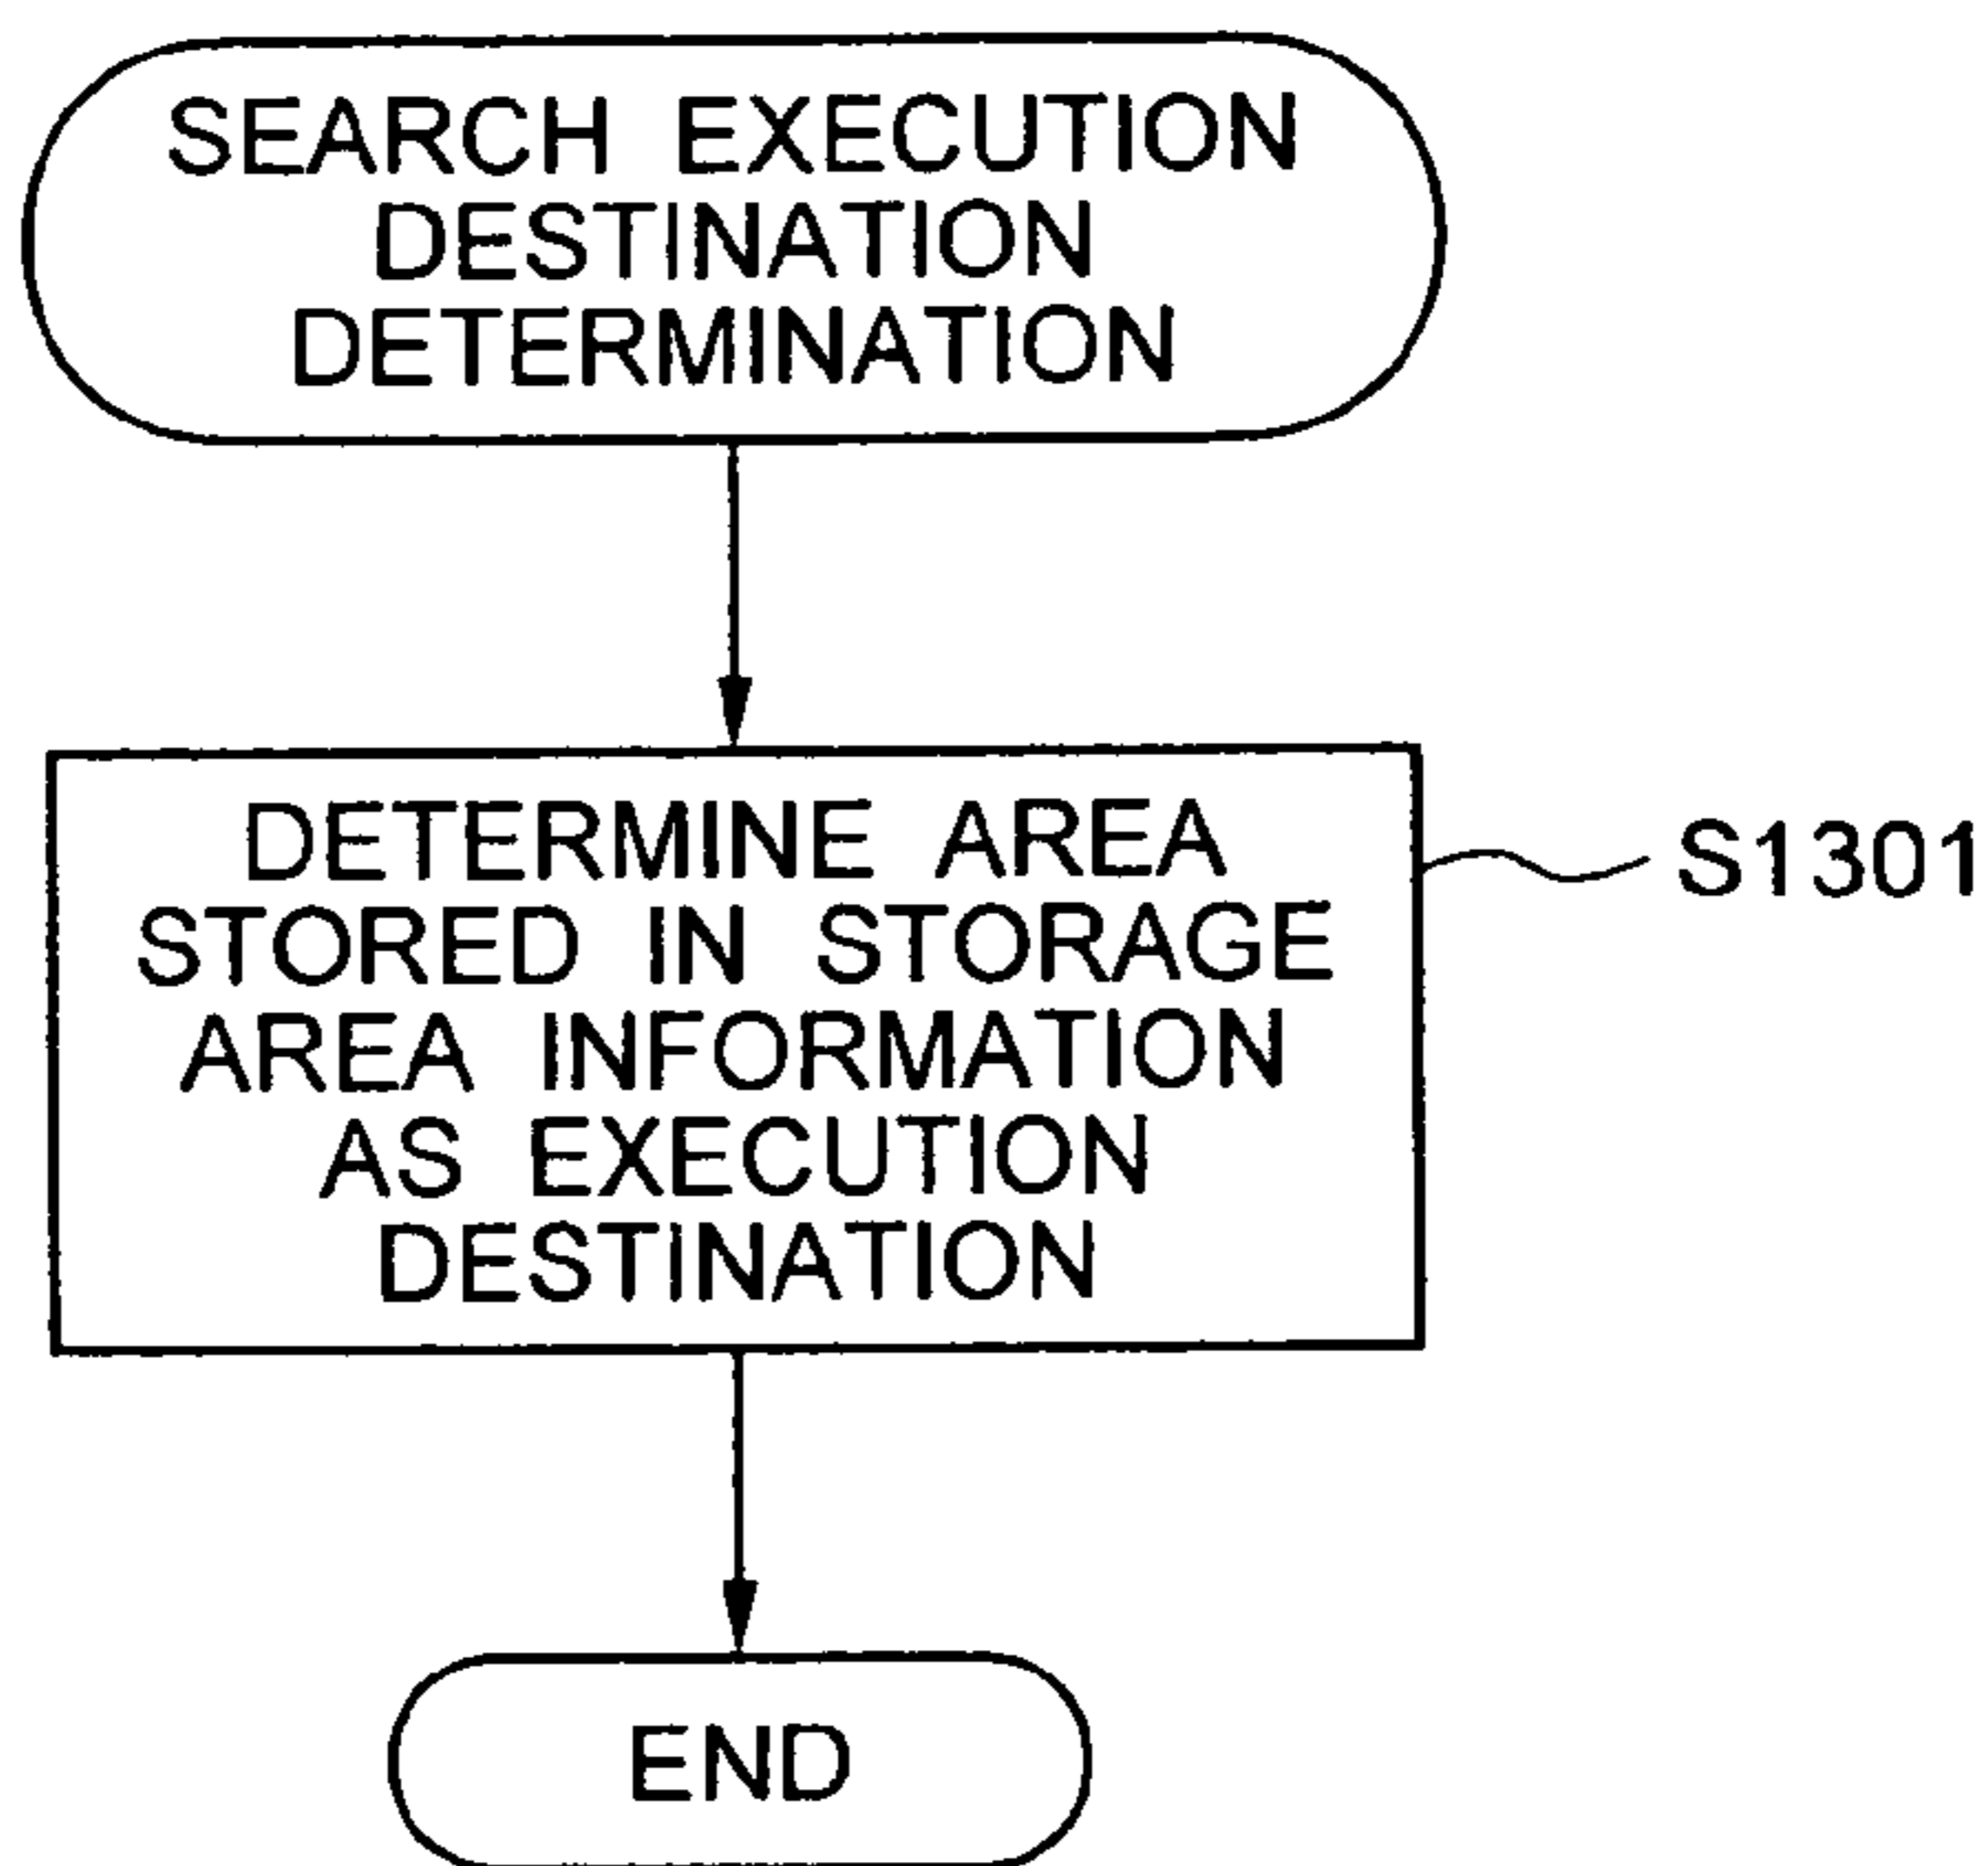 SEARCH EXECUTION
DESTINATION
DETERMINATION
DETERMINE AREA
STORED IN STORAGE
AREA INFORMATION
AS EXECUTION
DESTINATION
S1301
END